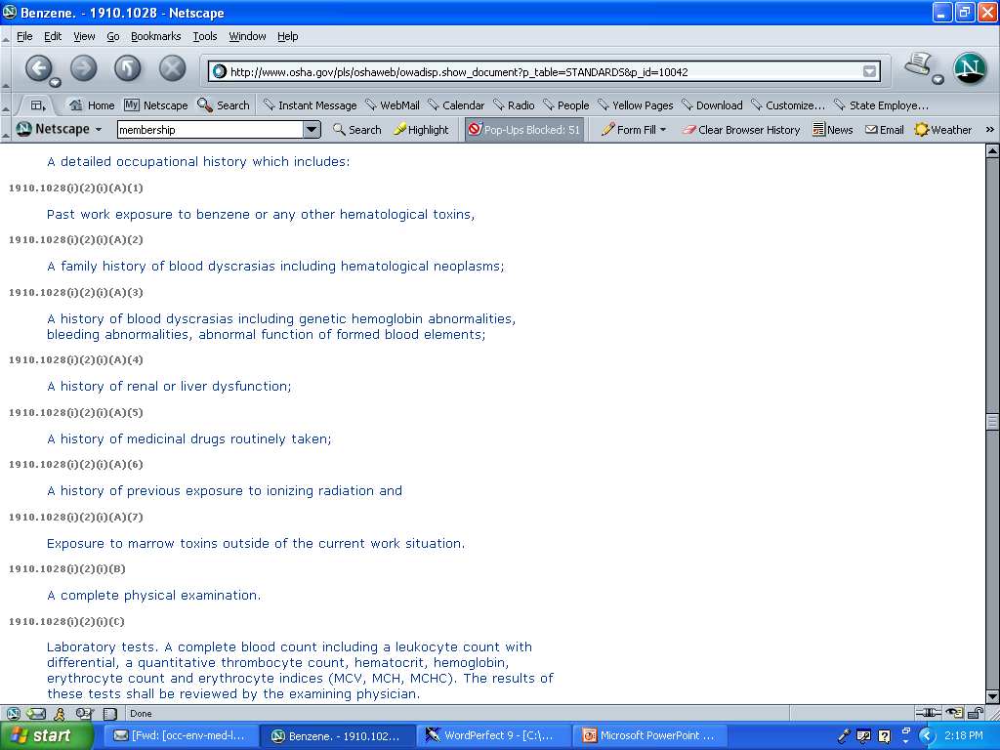 Benzene. - 1910.1028 - Netscape
File Edit View Go Bookmarks Tools Window Help
http://www.osha.gov/pls/oshaweb/owadisp.show_document?p_table=STANDARDS&p_id=10042
Home My Netscape Search Instant Message WebMail Calendar Radio People Yellow Pages Download Customize... State Employe...
Netscape membership Search Highlight Pop-Ups Blocked: 51 Form Fill Clear Browser History News Email Weather »
A detailed occupational history which includes:
1910.1028(i)(2)(i)(A)(1)
Past work exposure to benzene or any other hematological toxins,
1910.1028(i)(2)(i)(A)(2)
A family history of blood dyscrasias including hematological neoplasms;
1910.1028(i)(2)(i)(A)(3)
A history of blood dyscrasias including genetic hemoglobin abnormalities,
bleeding abnormalities, abnormal function of formed blood elements;
1910.1028(i)(2)(i)(A)(4)
A history of renal or liver dysfunction;
1910.1028(i)(2)(i)(A)(5)
A history of medicinal drugs routinely taken;
1910.1028(i)(2)(i)(A)(6)
A history of previous exposure to ionizing radiation and
1910.1028(i)(2)(i)(A)(7)
Exposure to marrow toxins outside of the current work situation.
1910.1028(i)(2)(i)(B)
A complete physical examination.
1910.1028(i)(2)(i)(C)
Laboratory tests. A complete blood count including a leukocyte count with
differential, a quantitative thrombocyte count, hematocrit, hemoglobin,
erythrocyte count and erythrocyte indices (MCV, MCH, MCHC). The results of
these tests shall be reviewed by the examining physician.
Done
start [Fwd: [occ-env-med-l... Benzene. - 1910.102... WordPerfect 9 - [C:\... Microsoft PowerPoint ... 2:18 PM